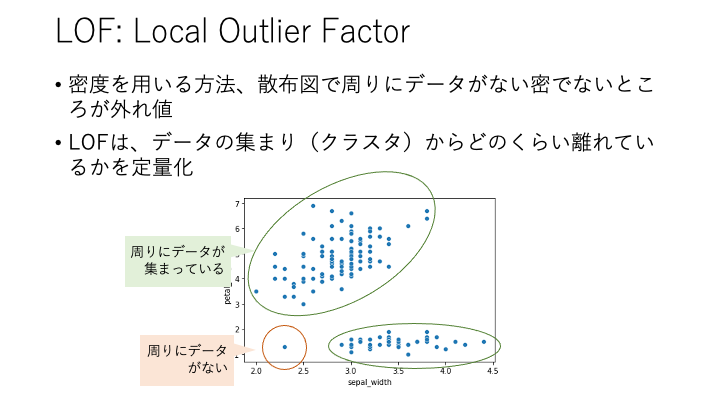 LOF: Local Outlier Factor
• 密度を用いる方法、散布図で周りにデータがない密でないとこ
ろが外れ値
• LOFは、データの集まり（クラスタ）からどのくらい離れてい
るかを定量化
周りにデータが
集まっている
周りにデータ
がない
petal_
7
6
4
3
2
1
2.0 2.5 3.0 3.5 4.0 4.5
sepal_width